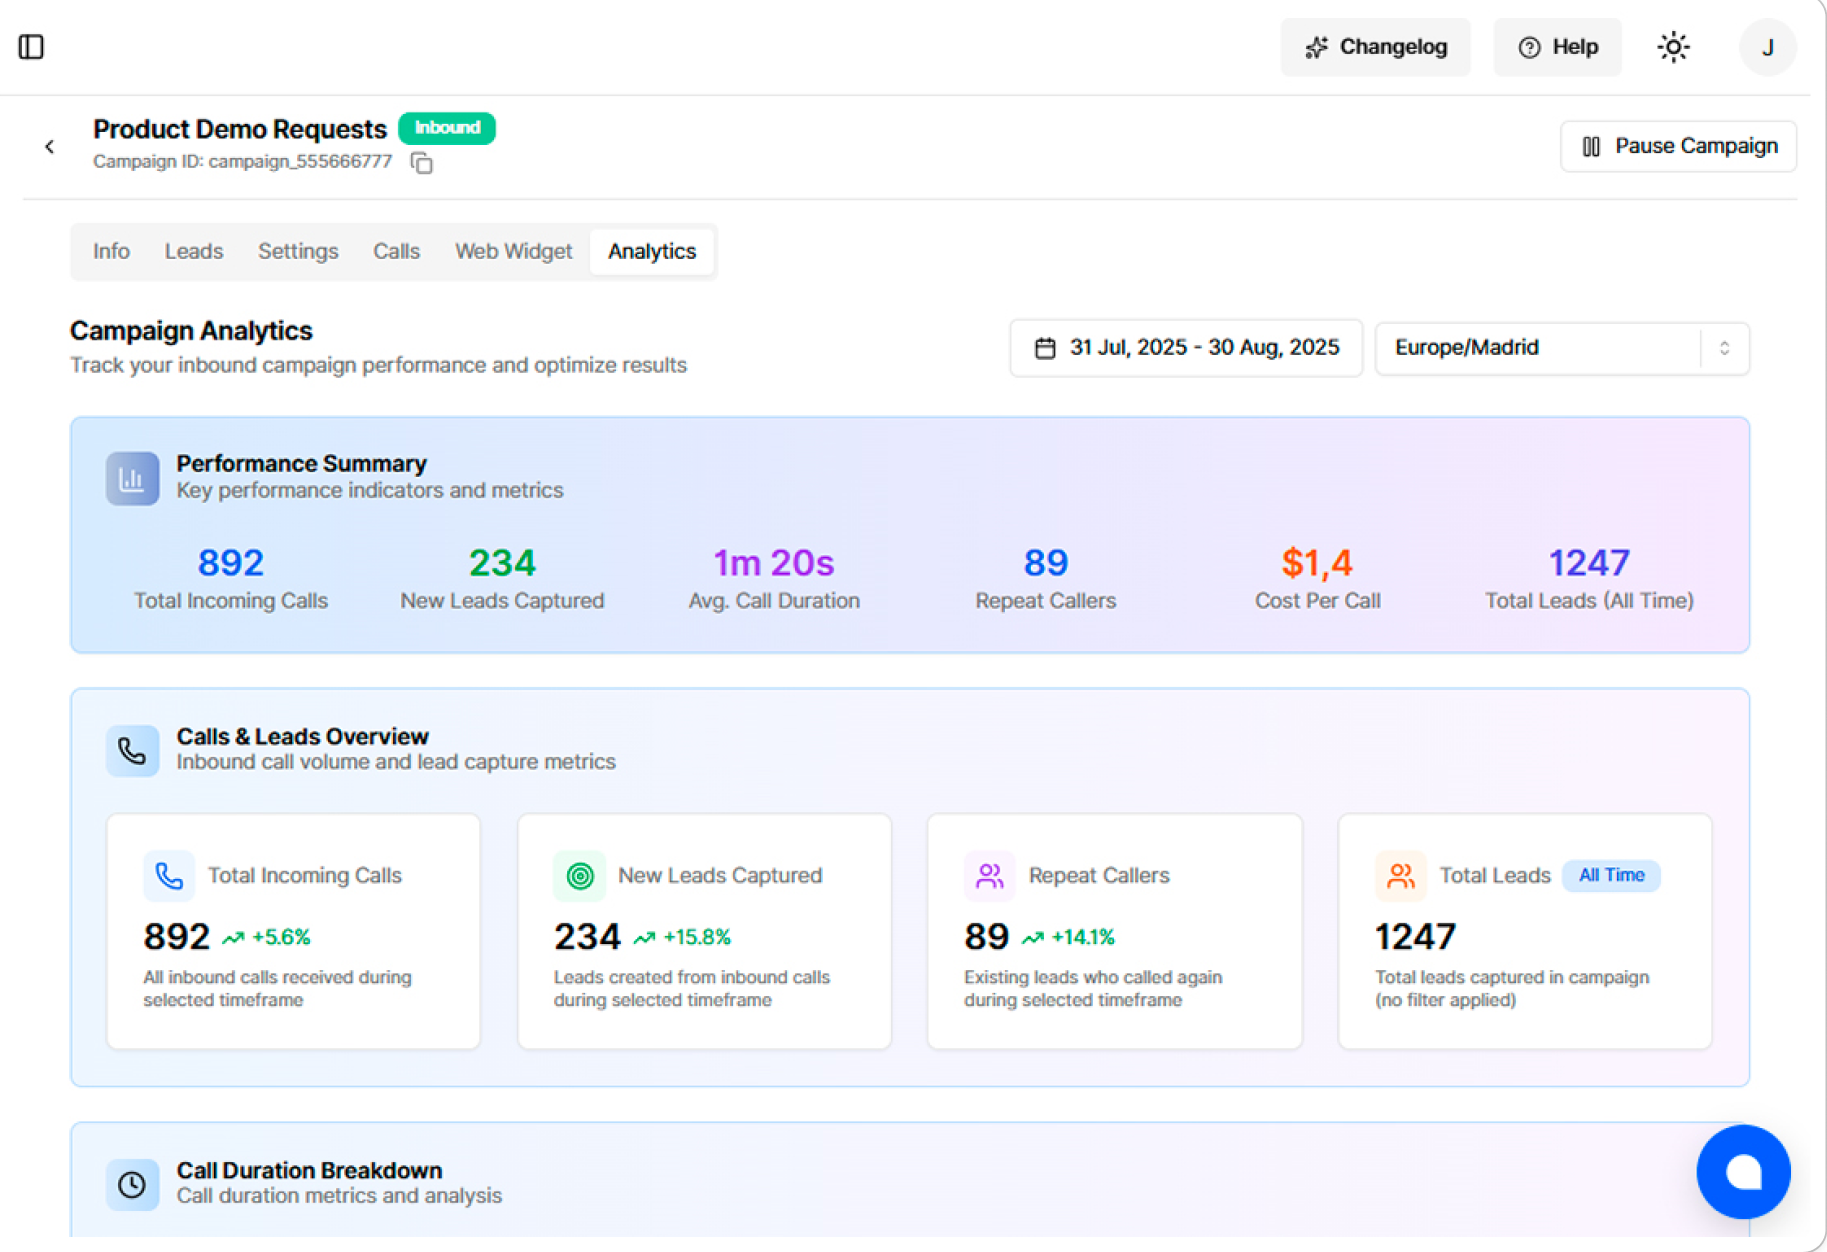 Changelog
Help
J
Product Demo Requests
Inbound
Campaign ID: campaign_555666777
Pause Campaign
Info
Leads
Settings
Calls
Web Widget
Analytics
Campaign Analytics
Track your inbound campaign performance and optimize results
31 Jul, 2025 - 30 Aug, 2025
Europe/Madrid
Performance Summary
Key performance indicators and metrics
892
Total Incoming Calls
234
New Leads Captured
1m 20s
Avg. Call Duration
89
Repeat Callers
$1,4
Cost Per Call
1247
Total Leads (All Time)
Calls & Leads Overview
Inbound call volume and lead capture metrics
Total Incoming Calls
892
+5.6%
All inbound calls received during
selected timeframe
New Leads Captured
234
+15.8%
Leads created from inbound calls
during selected timeframe
Repeat Callers
89
+14.1%
Existing leads who called again
during selected timeframe
Total Leads
All Time
1247
Total leads captured in campaign
(no filter applied)
Call Duration Breakdown
Call duration metrics and analysis